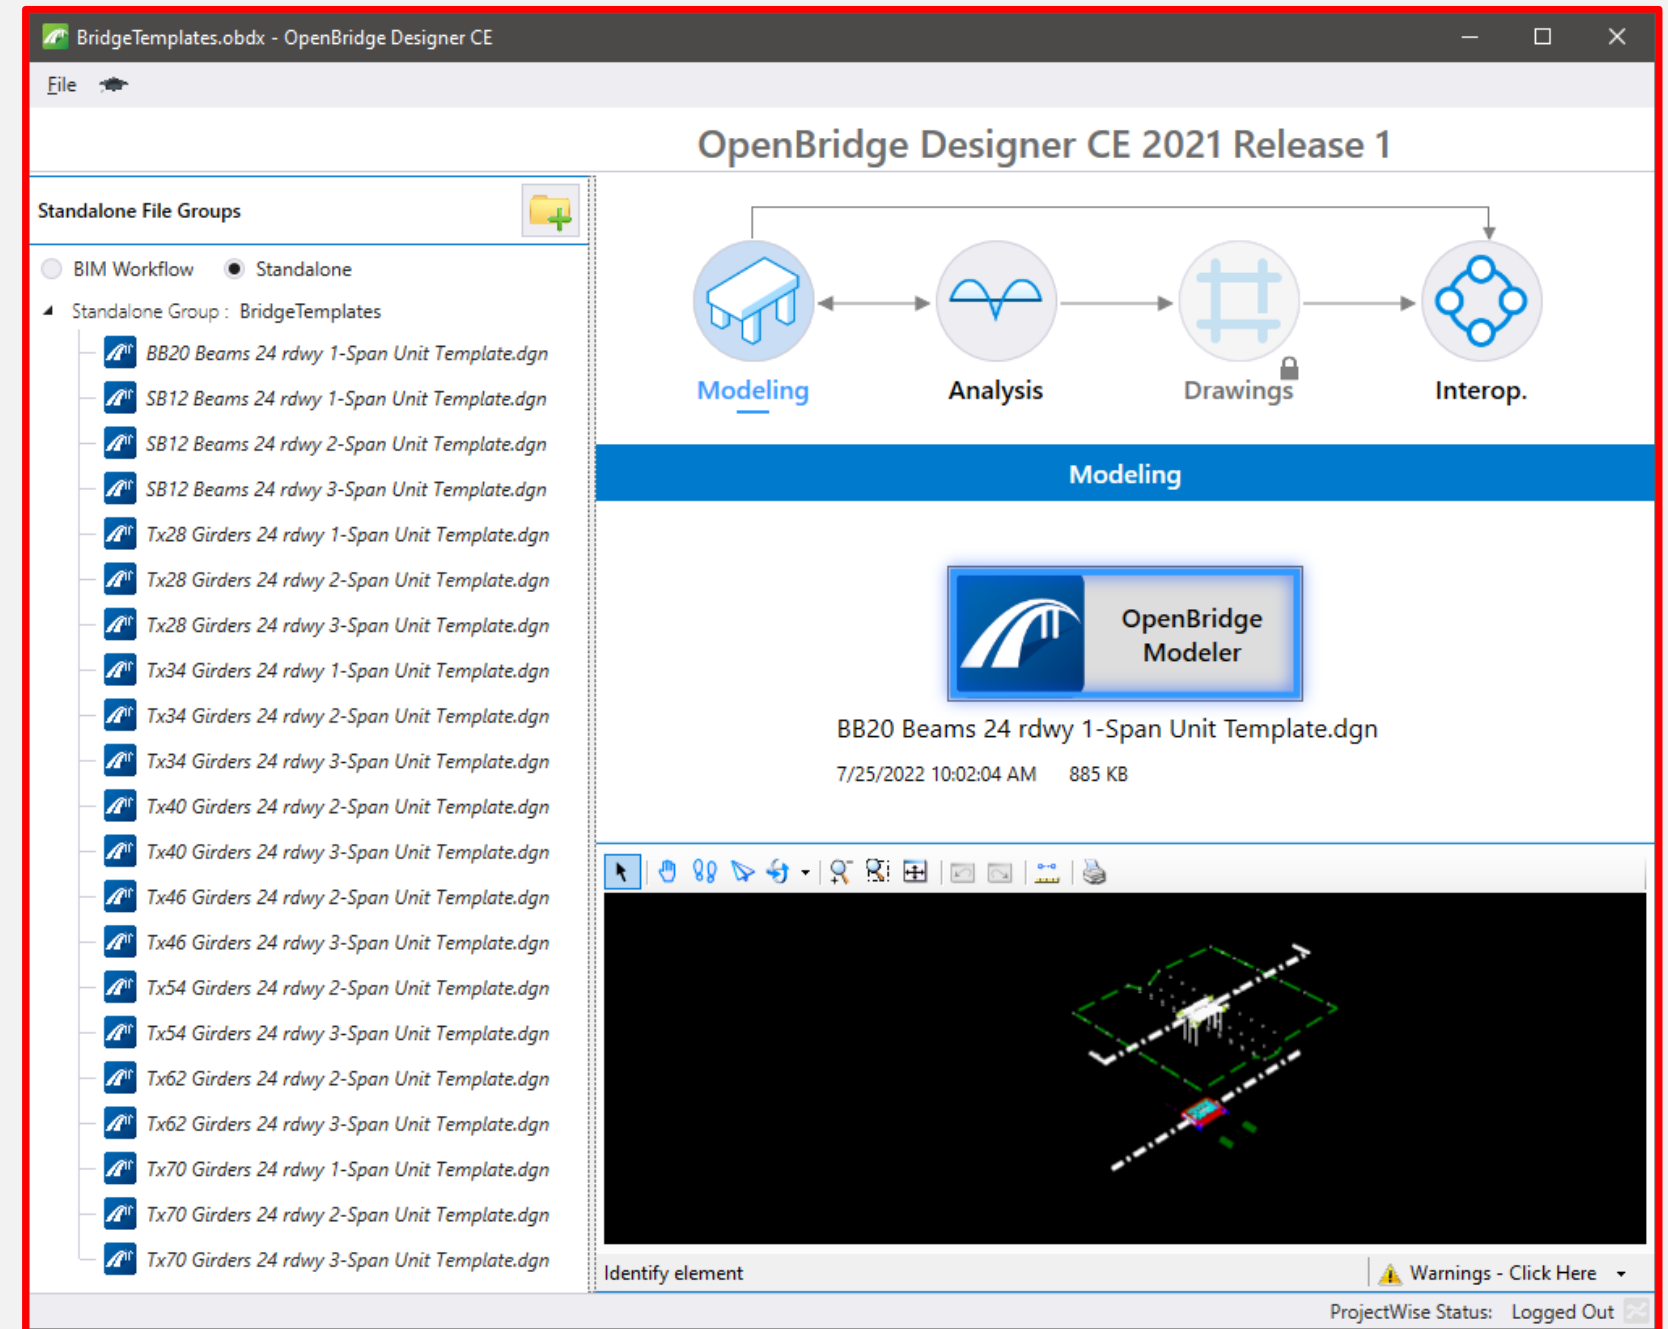 BridgeTemplates.obdx - OpenBridge Designer CE
File
OpenBridge Designer CE 2021 Release 1
Standalone File Groups
BIM Workflow Standalone
Standalone Group : BridgeTemplates
BB20 Beams 24 rdwy 1-Span Unit Template.dgn
SB12 Beams 24 rdwy 1-Span Unit Template.dgn
SB12 Beams 24 rdwy 2-Span Unit Template.dgn
SB12 Beams 24 rdwy 3-Span Unit Template.dgn
Tx28 Girders 24 rdwy 1-Span Unit Template.dgn
Tx28 Girders 24 rdwy 2-Span Unit Template.dgn
Tx28 Girders 24 rdwy 3-Span Unit Template.dgn
Tx34 Girders 24 rdwy 1-Span Unit Template.dgn
Tx34 Girders 24 rdwy 2-Span Unit Template.dgn
Tx34 Girders 24 rdwy 3-Span Unit Template.dgn
Tx40 Girders 24 rdwy 2-Span Unit Template.dgn
Tx40 Girders 24 rdwy 3-Span Unit Template.dgn
Tx46 Girders 24 rdwy 2-Span Unit Template.dgn
Tx46 Girders 24 rdwy 3-Span Unit Template.dgn
Tx54 Girders 24 rdwy 2-Span Unit Template.dgn
Tx54 Girders 24 rdwy 3-Span Unit Template.dgn
Tx62 Girders 24 rdwy 2-Span Unit Template.dgn
Tx62 Girders 24 rdwy 3-Span Unit Template.dgn
Tx70 Girders 24 rdwy 1-Span Unit Template.dgn
Tx70 Girders 24 rdwy 2-Span Unit Template.dgn
Tx70 Girders 24 rdwy 3-Span Unit Template.dgn
Modeling Analysis Drawings Interop.
Modeling
OpenBridge
Modeler
BB20 Beams 24 rdwy 1-Span Unit Template.dgn
7/25/2022 10:02:04 AM 885 KB
Identify element
Warnings - Click Here
ProjectWise Status: Logged Out